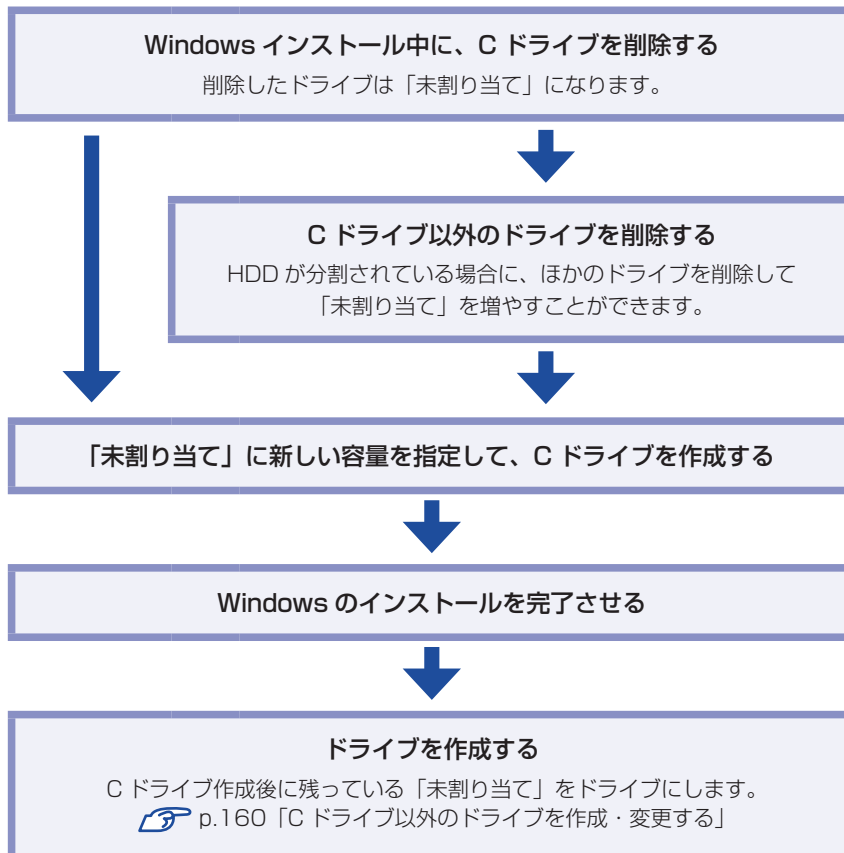 Windows インストール中に、C ドライブを削除する
削除したドライブは「未割り当て」になります。
C ドライブ以外のドライブを削除する
HDD が分割されている場合に、ほかのドライブを削除して
「未割り当て」を増やすことができます。
「未割り当て」に新しい容量を指定して、C ドライブを作成する
Windows のインストールを完了させる
ドライブを作成する
C ドライブ作成後に残っている「未割り当て」をドライブにします。
p.160「C ドライブ以外のドライブを作成・変更する」